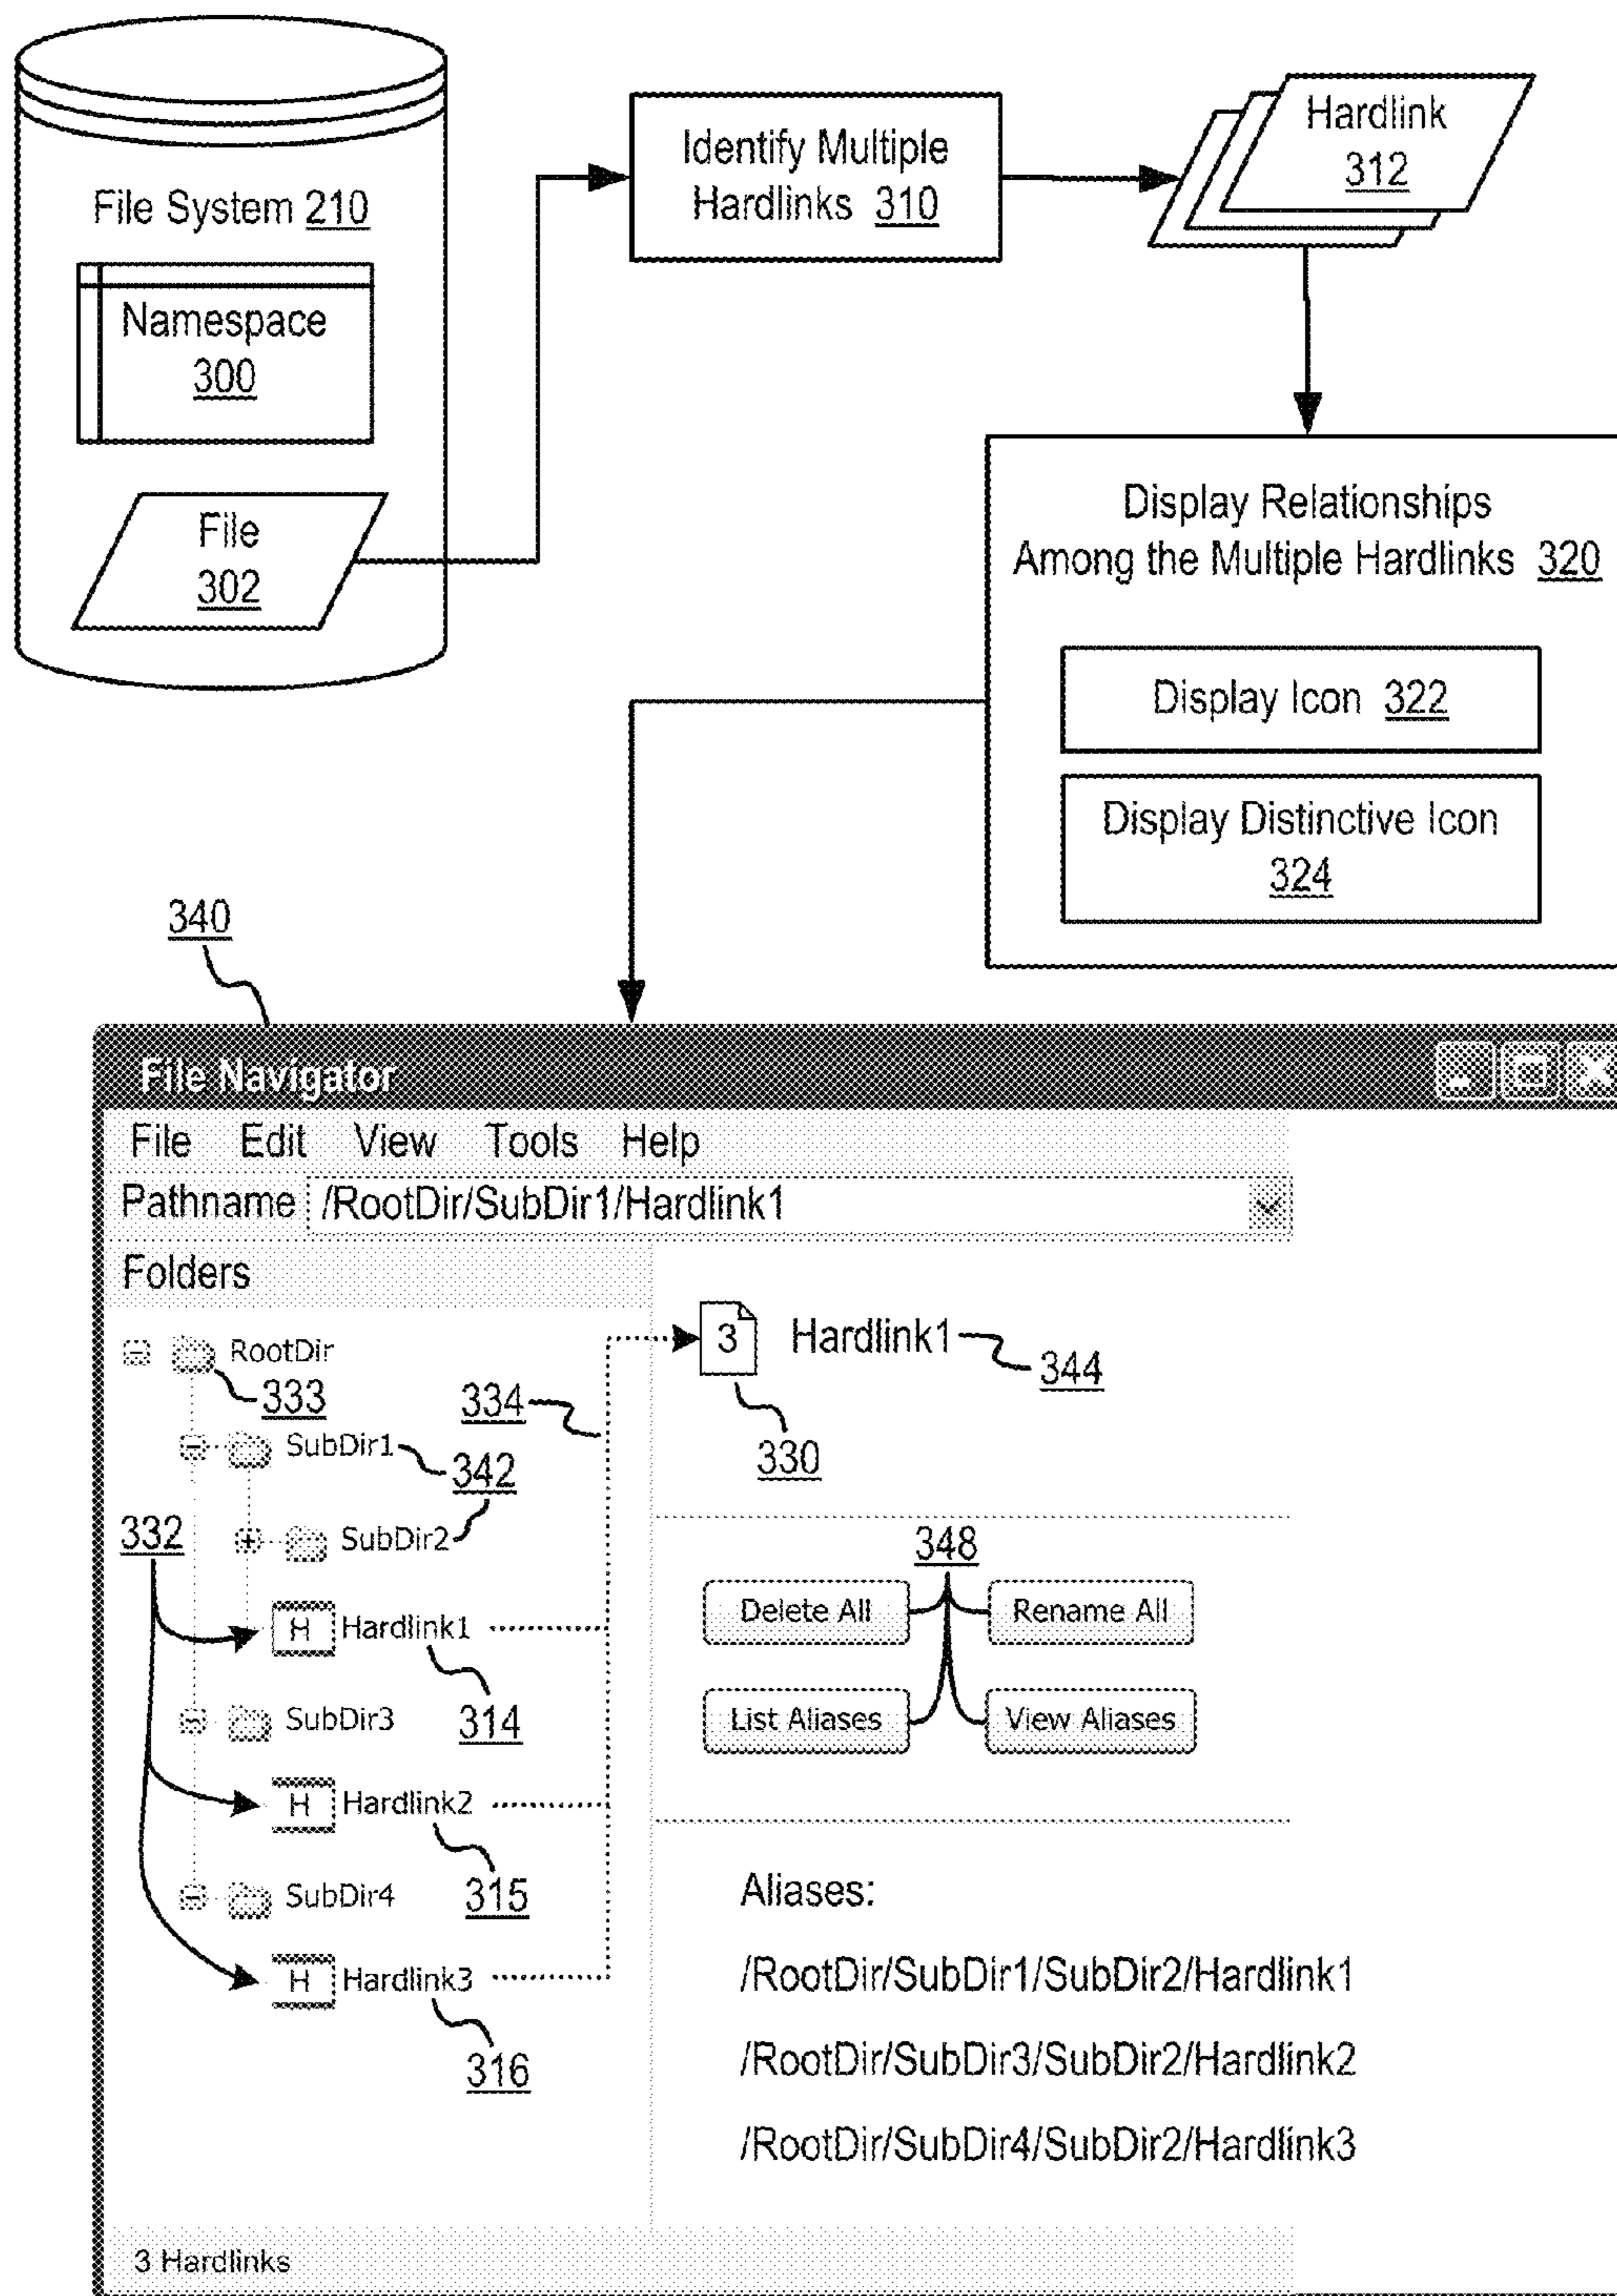 File System 210
Namespace
300
File
302
Identify Multiple
Hardlinks 310
Hardlink
312
Display Relationships
Among the Multiple Hardlinks 320
Display Icon 322
Display Distinctive Icon
324
340
File Navigator
File Edit View Tools Help
Pathname /RootDir/SubDir1/Hardlink1
Folders
RootDir
333
SubDir1
342
SubDir2
332
H Hardlink1
314
SubDir3
H Hardlink2
315
SubDir4
H Hardlink3
316
334
3 Hardlink1
344
330
348
Delete All Rename All
List Aliases View Aliases
Aliases:
/RootDir/SubDir1/SubDir2/Hardlink1
/RootDir/SubDir3/SubDir2/Hardlink2
/RootDir/SubDir4/SubDir2/Hardlink3
3 Hardlinks